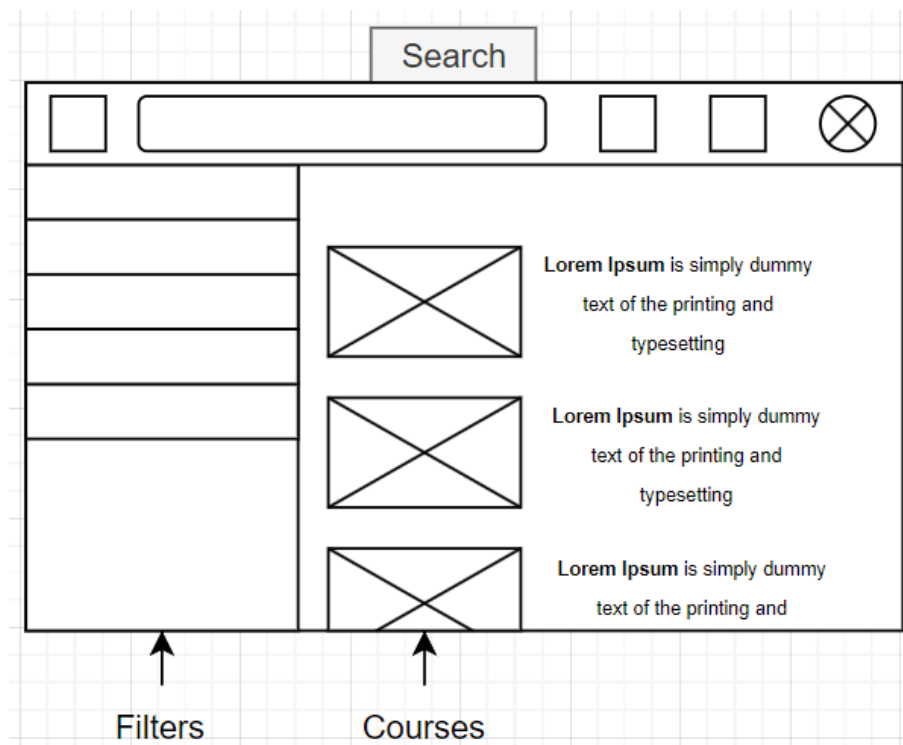 Search
Lorem Ipsum is simply dummy
text of the printing and
typesetting
Lorem Ipsum is simply dummy
text of the printing and
typesetting
Lorem Ipsum is simply dummy
text of the printing and
Filters
Courses